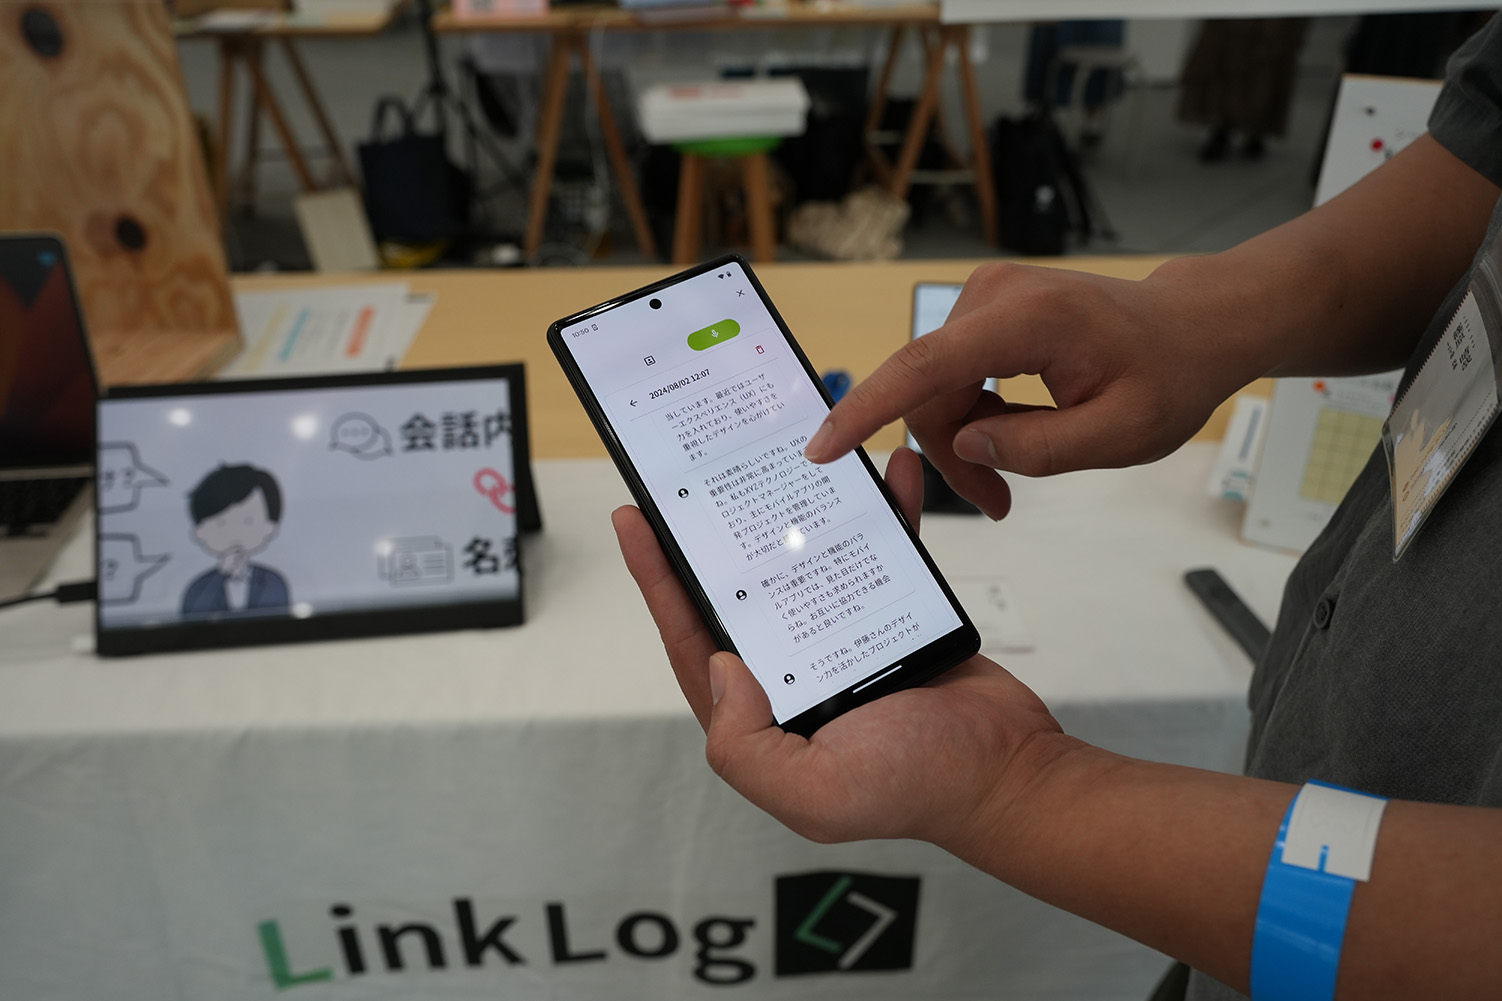 10:50
2024/08/02 12:07
当しています。最近ではユーザ
ーエクスペリエンス（UX）にも
力を入れており、使いやすさを
重視したデザインを心がけてい
ます。
それは素晴らしいですね。UXの
重要性は非常に高まっていま
ね。私もXYZテクノロジーで
ロジェクトマネージャーをして
おり、主にモバイルアプリの開
発プロジェクトを管理していま
す。デザインと機能のバランス
が大切だと
ています。
確かに、デザインと機能のバラ
ンスは重要ですね。特にモバイ
ルアプリでは、見た目だけでな
く使いやすさも求められますか
らね。お互いに協力できる機会
があると良いですね。
そうですね。伊藤さんのデザイ
ン力を活かしたプロジェクトが
会話内
名
LinkLog